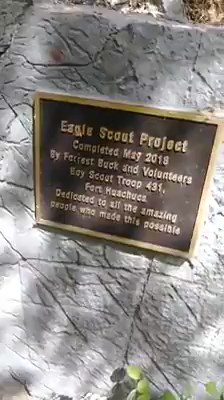 Eagle Scout Project
Completed May 2018
By Forrest Buck and Volunteers
Boy Scout Troop 431,
Fort Huachuca
Dedicated to all the amazing
people who made this possible